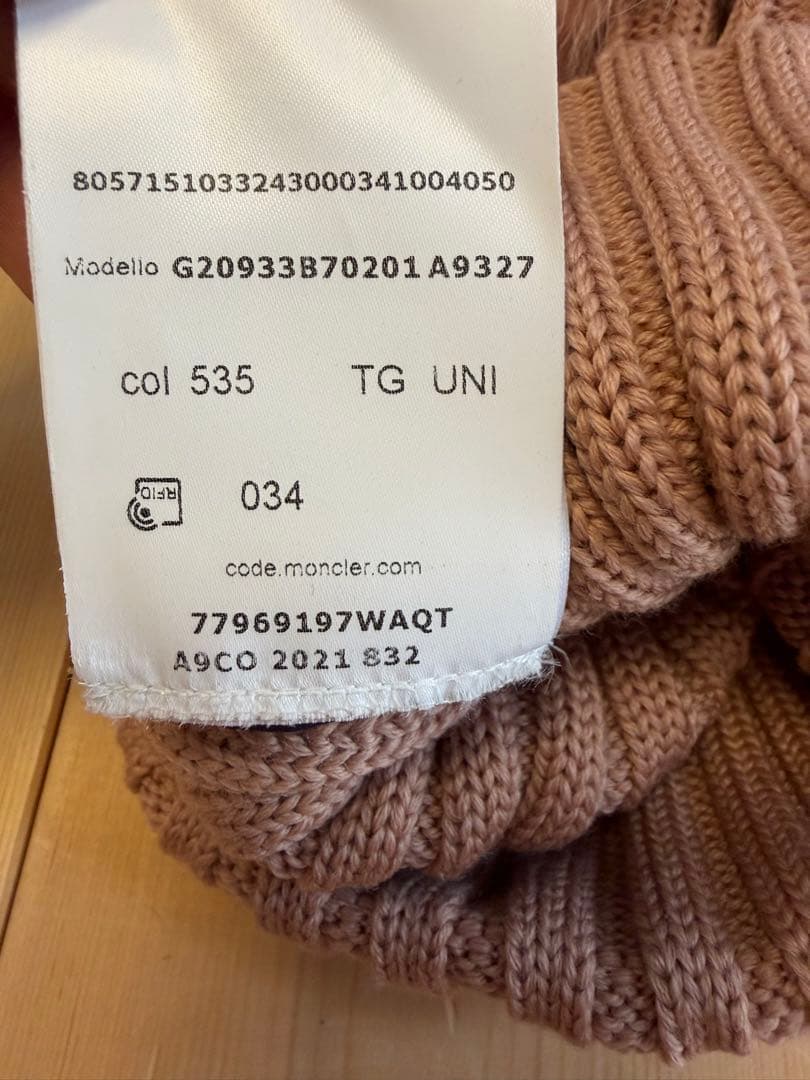 8057151033243000341004050
Modello G20933B70201 A9327
col 535 TG UNI
RFID
034
code.moncler.com
77969197WAQT
A9CO 2021 832